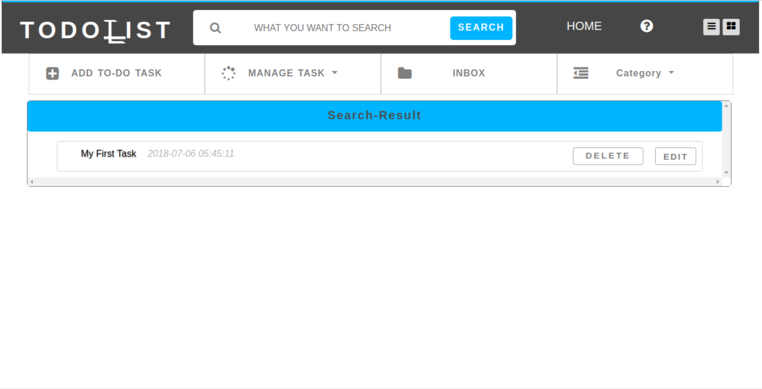 TODOLIST WHAT YOU WANT TO SEARCH SEARCH HOME
ADD TO-DO TASK MANAGE TASK INBOX Category
Search-Result
My First Task 2018-07-06 05:45:11 DELETE EDIT